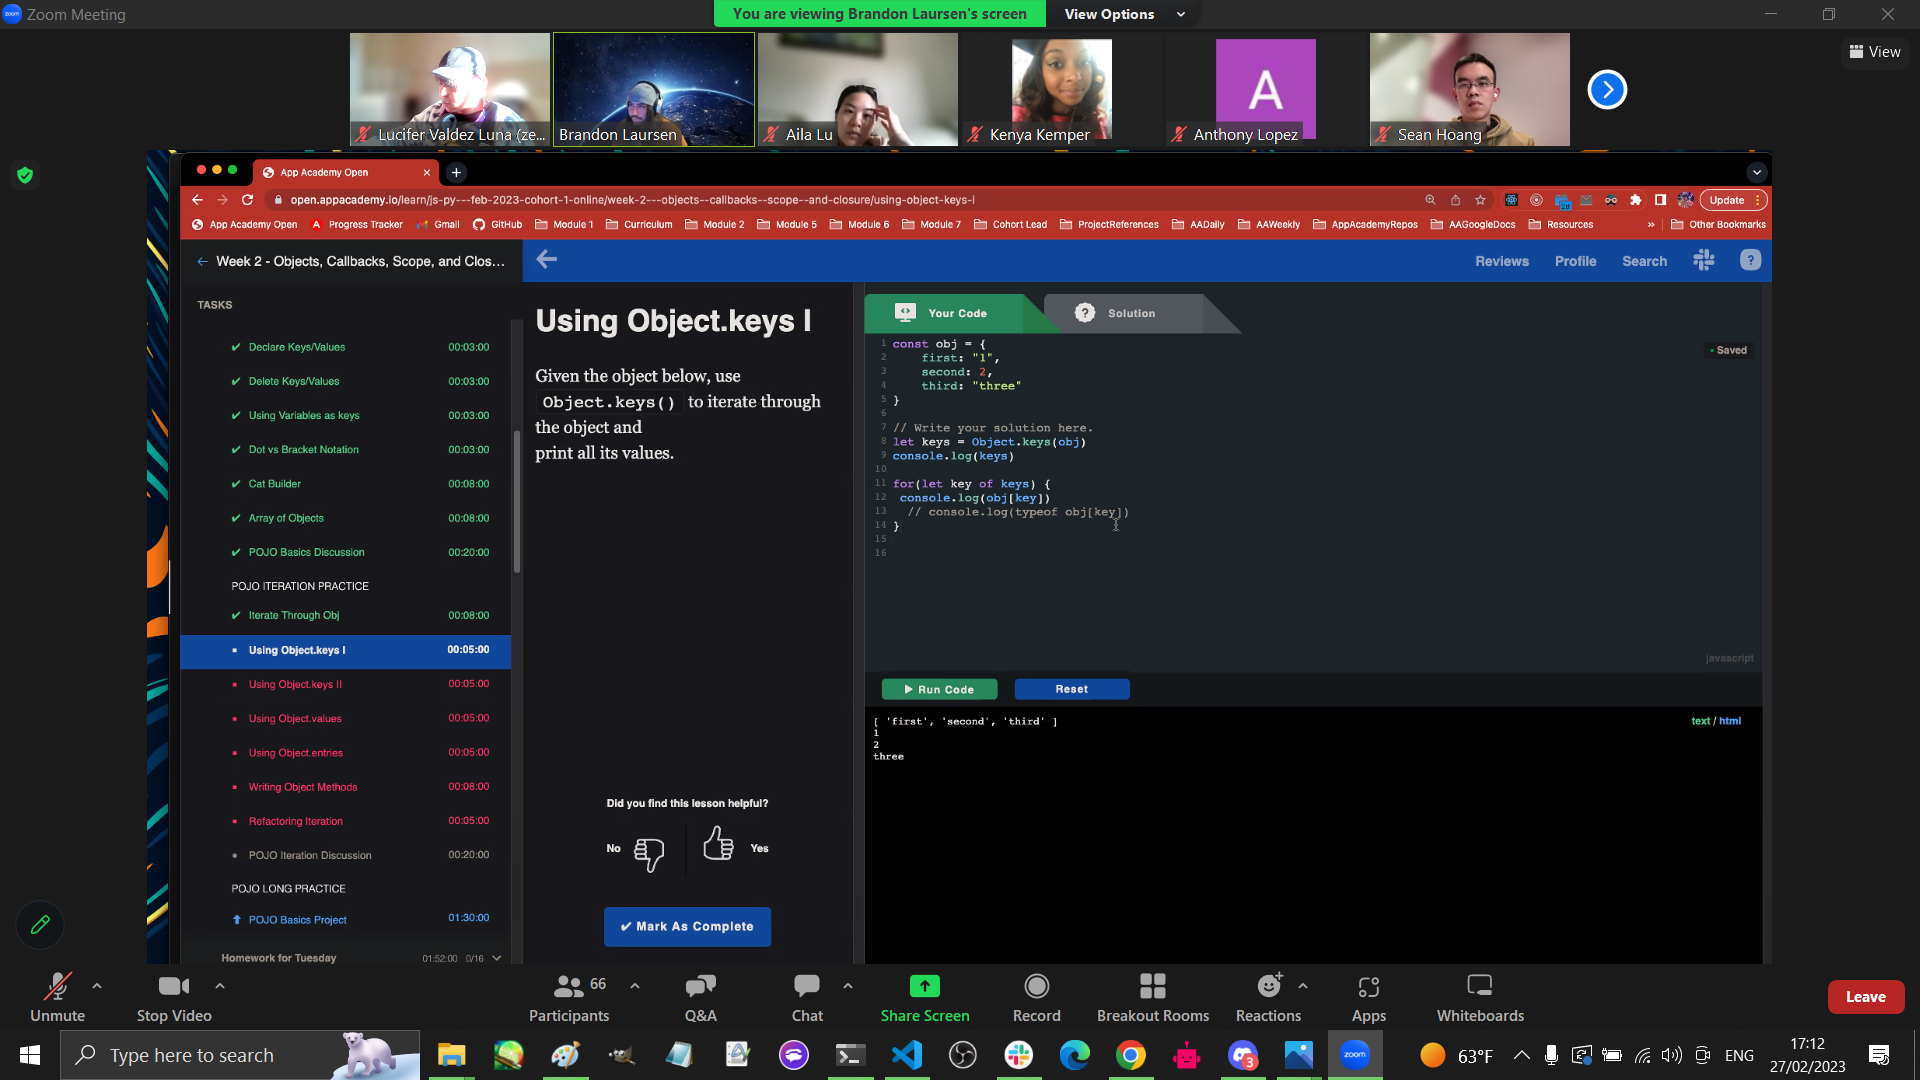 Zoom Meeting
You are viewing Brandon Laursen's screen
View Options
View
Lucifer Valdez Luna (ze...
Brandon Laursen
Aila Lu
Kenya Kemper
A
Anthony Lopez
Sean Hoang
App Academy Open
open.appacademy.io/learn/js-py---feb-2023-cohort-1-online/week-2---objects--callbacks--scope--and-closure/using-object-keys-i
Update
App Academy Open
Progress Tracker
Gmail
GitHub
Module 1
Curriculum
Module 2
Module 5
Module 6
Module 7
Cohort Lead
ProjectReferences
AADaily
AAWeekly
AppAcademyRepos
AAGoogleDocs
Resources
Other Bookmarks
Week 2 - Objects, Callbacks, Scope, and Clos...
Reviews
Profile
Search
TASKS
Declare Keys/Values 00:03:00
Delete Keys/Values 00:03:00
Using Variables as keys 00:03:00
Dot vs Bracket Notation 00:03:00
Cat Builder 00:08:00
Array of Objects 00:08:00
POJO Basics Discussion 00:20:00
POJO ITERATION PRACTICE
Iterate Through Obj 00:08:00
Using Object.keys I 00:05:00
Using Object.keys II 00:05:00
Using Object.values 00:05:00
Using Object.entries 00:05:00
Writing Object Methods 00:08:00
Refactoring Iteration 00:05:00
POJO Iteration Discussion 00:20:00
POJO LONG PRACTICE
POJO Basics Project 01:30:00
Homework for Tuesday 01:52:00 0/16
Using Object.keys I
Given the object below, use
Object.keys() to iterate through
the object and
print all its values.
Did you find this lesson helpful?
No
Yes
✔ Mark As Complete
Your Code
Solution
Saved
1 const obj = {
2 first: "1",
3 second: 2,
4 third: "three"
5 }
6
7 // Write your solution here.
8 let keys = Object.keys(obj)
9 console.log(keys)
10
11 for(let key of keys) {
12 console.log(obj[key])
13 // console.log(typeof obj[key])
14 }
15
16
javascript
Run Code
Reset
text / html
[ 'first', 'second', 'third' ]
1
2
three
Unmute
Stop Video
66
Participants
Q&A
Chat
Share Screen
Record
Breakout Rooms
Reactions
Apps
Whiteboards
Leave
Type here to search
3
zoom
63°F
ENG
17:12
27/02/2023